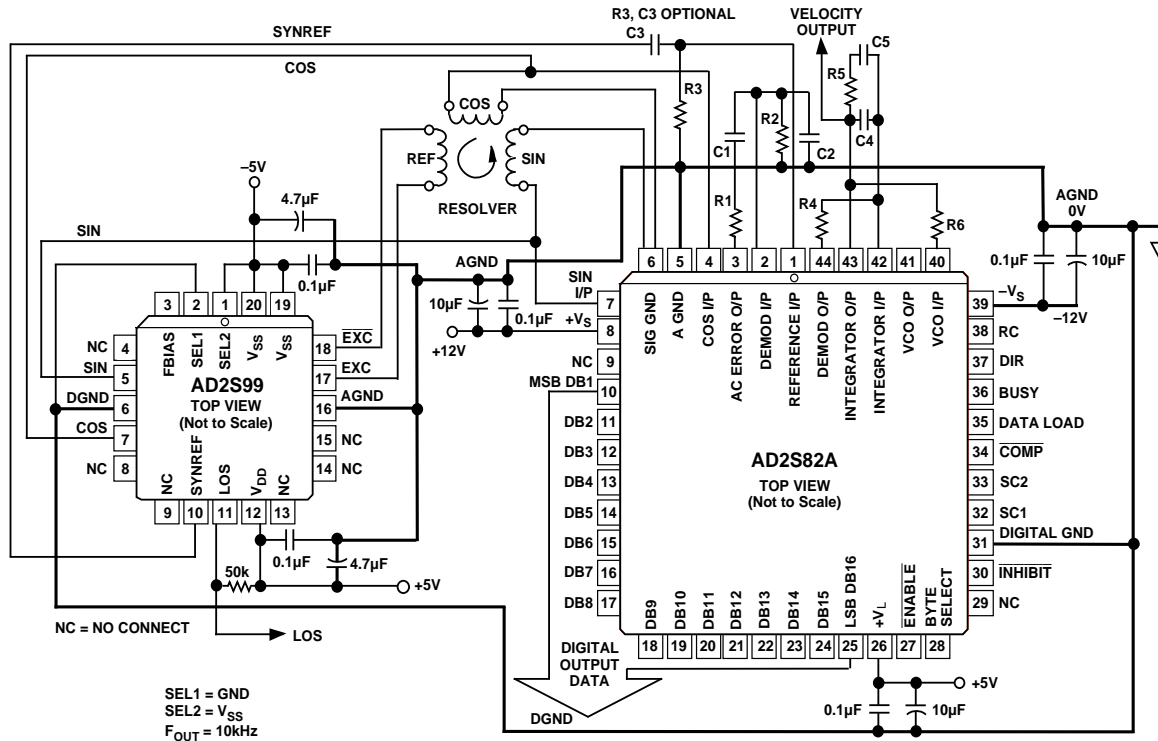 R3, C3 OPTIONAL
VELOCITY
OUTPUT
SYNREF
C3
C5
COS
R5
R3
COS
R2
C4
C1
C2
REF
SIN
–5V
4.7µF
RESOLVER
R1
R4
R6
AGND
0V
SIN
0.1µF
AGND
10µF
0.1µF
+12V
SIN
I/P
+VS
0.1µF
10µF
–12V
3
2
1
20
19
FBIAS
SEL1
SEL2
VSS
VSS
NC
4
SIN
5
DGND
6
COS
7
NC
8
AD2S99
TOP VIEW
(Not to Scale)
18
EXC
17
EXC
16
AGND
15
NC
14
NC
NC
SYNREF
LOS
VDD
NC
9
10
11
12
13
0.1µF
4.7µF
50k
+5V
LOS
NC = NO CONNECT
SEL1 = GND
SEL2 = VSS
FOUT = 10kHz
6
5
4
3
2
1
44
43
42
41
40
SIG GND
A GND
COS I/P
AC ERROR O/P
DEMOD I/P
REFERENCE I/P
DEMOD O/P
INTEGRATOR O/P
INTEGRATOR I/P
VCO O/P
VCO I/P
7
8
NC
9
MSB DB1
10
DB2
11
DB3
12
DB4
13
DB5
14
DB6
15
DB7
16
DB8
17
AD2S82A
TOP VIEW
(Not to Scale)
39
–VS
38
RC
37
DIR
36
BUSY
35
DATA LOAD
34
COMP
33
SC2
32
SC1
31
DIGITAL GND
30
INHIBIT
29
NC
DB9
DB10
DB11
DB12
DB13
DB14
DB15
LSB DB16
+VL
ENABLE
BYTE
SELECT
18
19
20
21
22
23
24
25
26
27
28
DIGITAL
OUTPUT
DATA
DGND
+5V
0.1µF
10µF